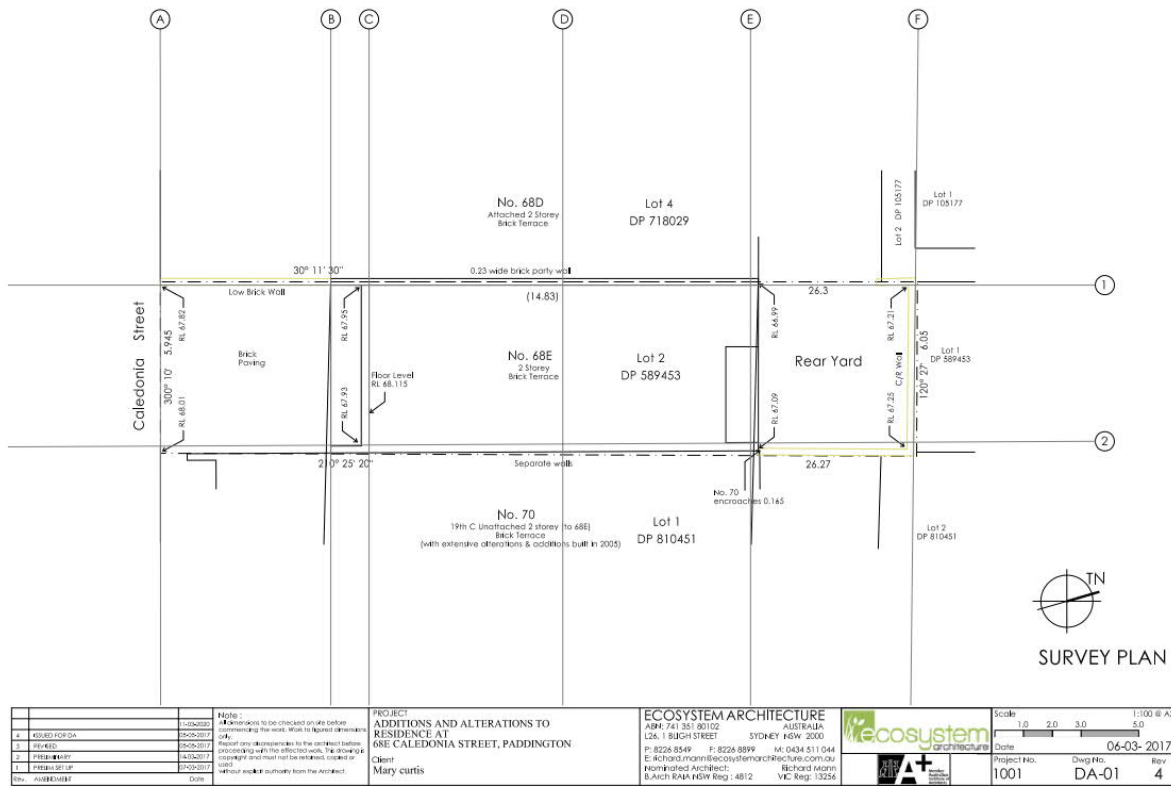 A
B
C
D
E
F
No. 68D
Attached 2 Storey
Brick Terrace
Lot 4
DP 718029
Lot 2 DP 105177
Lot 1
DP 105177
30° 11' 30"
0.23 wide brick party wall
Low Brick Wall
(14.83)
26.3
1
Caledonia Street
300° 10' 5.945
RL 67.82
RL 68.01
Brick
Paving
RL 67.95
RL 67.93
Floor Level
RL 68.115
No. 68E
2 Storey
Brick Terrace
Lot 2
DP 589453
RL 66.99
RL 67.09
Rear Yard
RL 67.21
RL 67.25
C/R Wall
120° 27' 6.05
Lot 1
DP 589453
2
210° 25' 20"
Separate walls
26.27
No. 70
encroaches 0.165
No. 70
19th C Unattached 2 storey (to 68E)
Brick Terrace
(with extensive alterations & additions built in 2005)
Lot 1
DP 810451
Lot 2
DP 810451
TN
SURVEY PLAN
11-03-2020
4 ISSUED FOR DA
3 REVISED
2 PRELIMINARY 14-03-2017
1 PRELIM SET UP 07-03-2017
Rev. AMENDMENT Date
Note :
All dimensions to be checked on site before
commencing the work. Work to figured dimensions
only.
Report any discrepencies to the architect before
proceeding with the effected work. This drawing is
copyright and must not be retained, copied or
used
without explicit authority from the Architect.
PROJECT
ADDITIONS AND ALTERATIONS TO
RESIDENCE AT
68E CALEDONIA STREET, PADDINGTON
Client
Mary curtis
ECOSYSTEM ARCHITECTURE
ABN: 741 351 80102 AUSTRALIA
L26, 1 BLIGH STREET SYDNEY NSW 2000
P: 8226 8549 F: 8226 8899 M: 0434 511 044
E: richard.mann@ecosystemarchitecture.com.au
Nominated Architect: Richard Mann
B.Arch RAIA NSW Reg : 4812 VIC Reg: 13256
ecosystem
architecture
A+
Scale 1:100 @ A3
1.0 2.0 3.0 5.0
Date 06-03- 2017
Project No. Dwg No. Rev
1001 DA-01 4